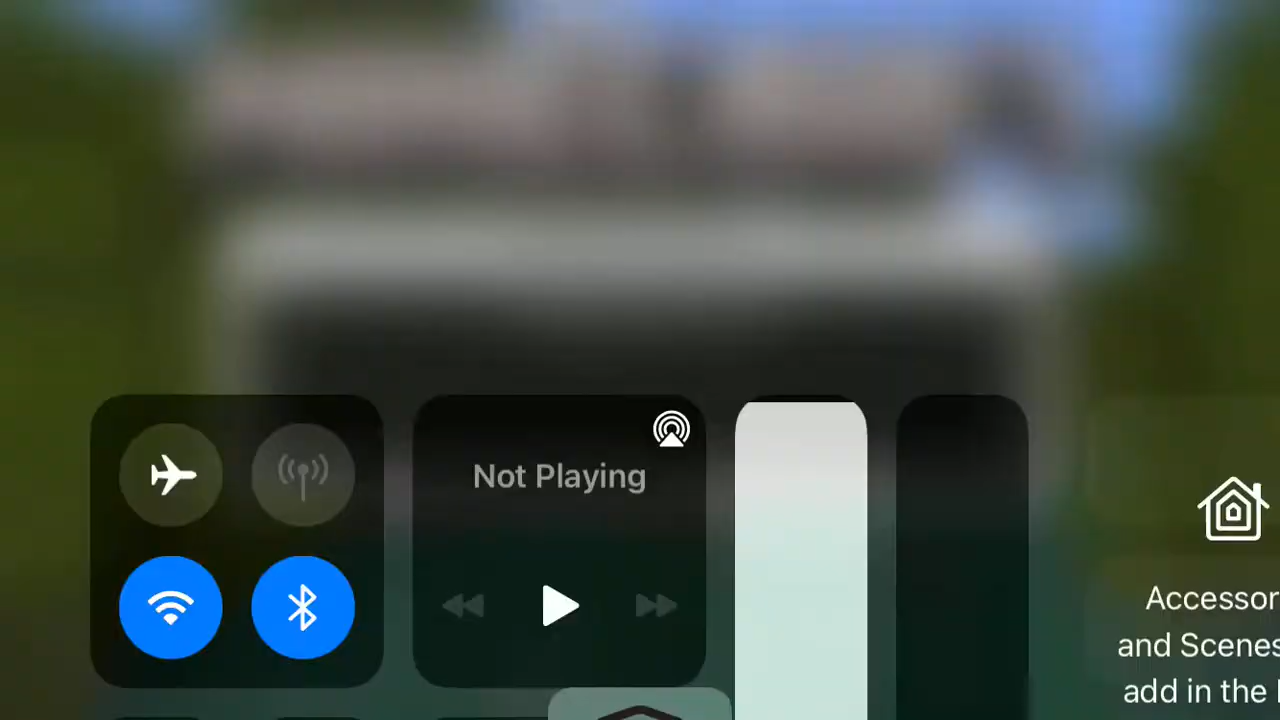 Not Playing
Accessor
and Scenes
add in the